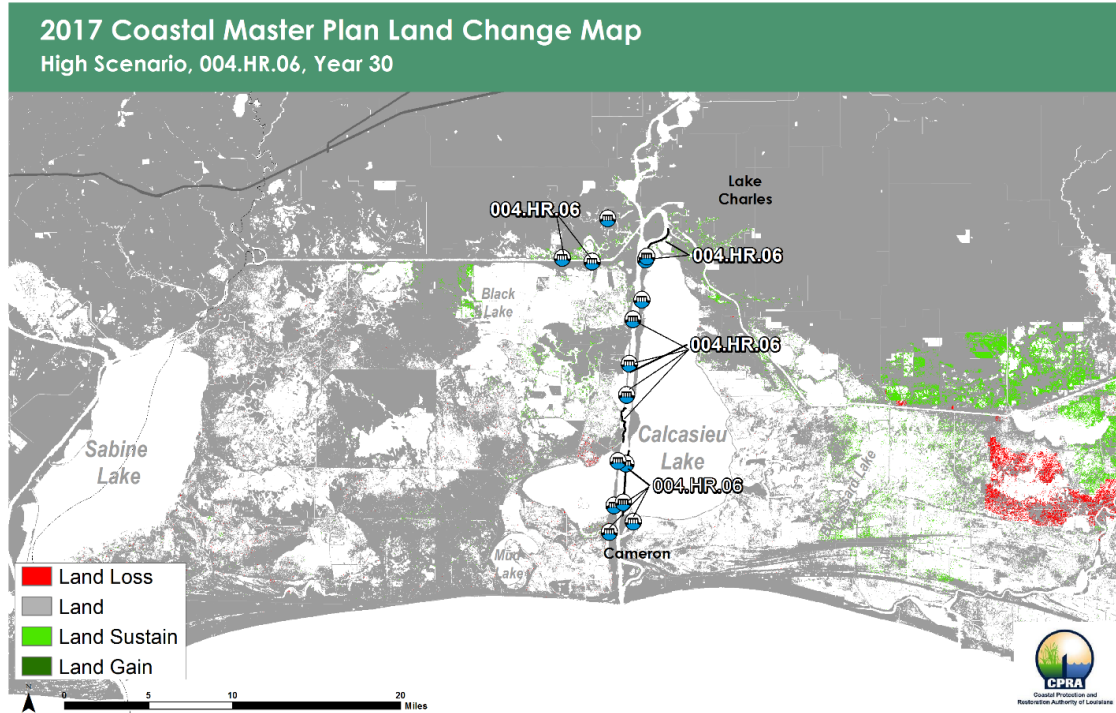 2017 Coastal Master Plan Land Change Map
High Scenario, 004.HR.06, Year 30
Lake
Charles
004.HR.06
004.HR.06
Black
Lake
004.HR.06
Sabine
Lake
Calcasieu
Lake
Lake
004.HR.06
Cameron
Mud
Lake
Land Loss
Land
Land Sustain
Land Gain
N
0 5 10 20
Miles
CPRA
Coastal Protection and
Restoration Authority of Louisiana